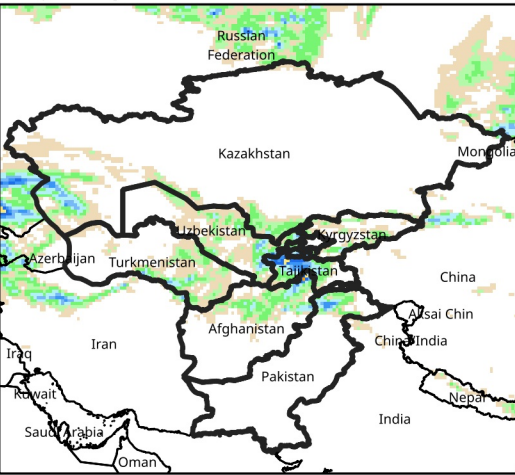 Russian
Federation
Kazakhstan
Mongolia
Uzbekistan
Kyrgyzstan
Azerbaijan
Turkmenistan
Tajikistan
China
Aksai Chin
Afghanistan
Iran
China/India
Iraq
Pakistan
Kuwait
Nepal
India
Saudi Arabia
Oman